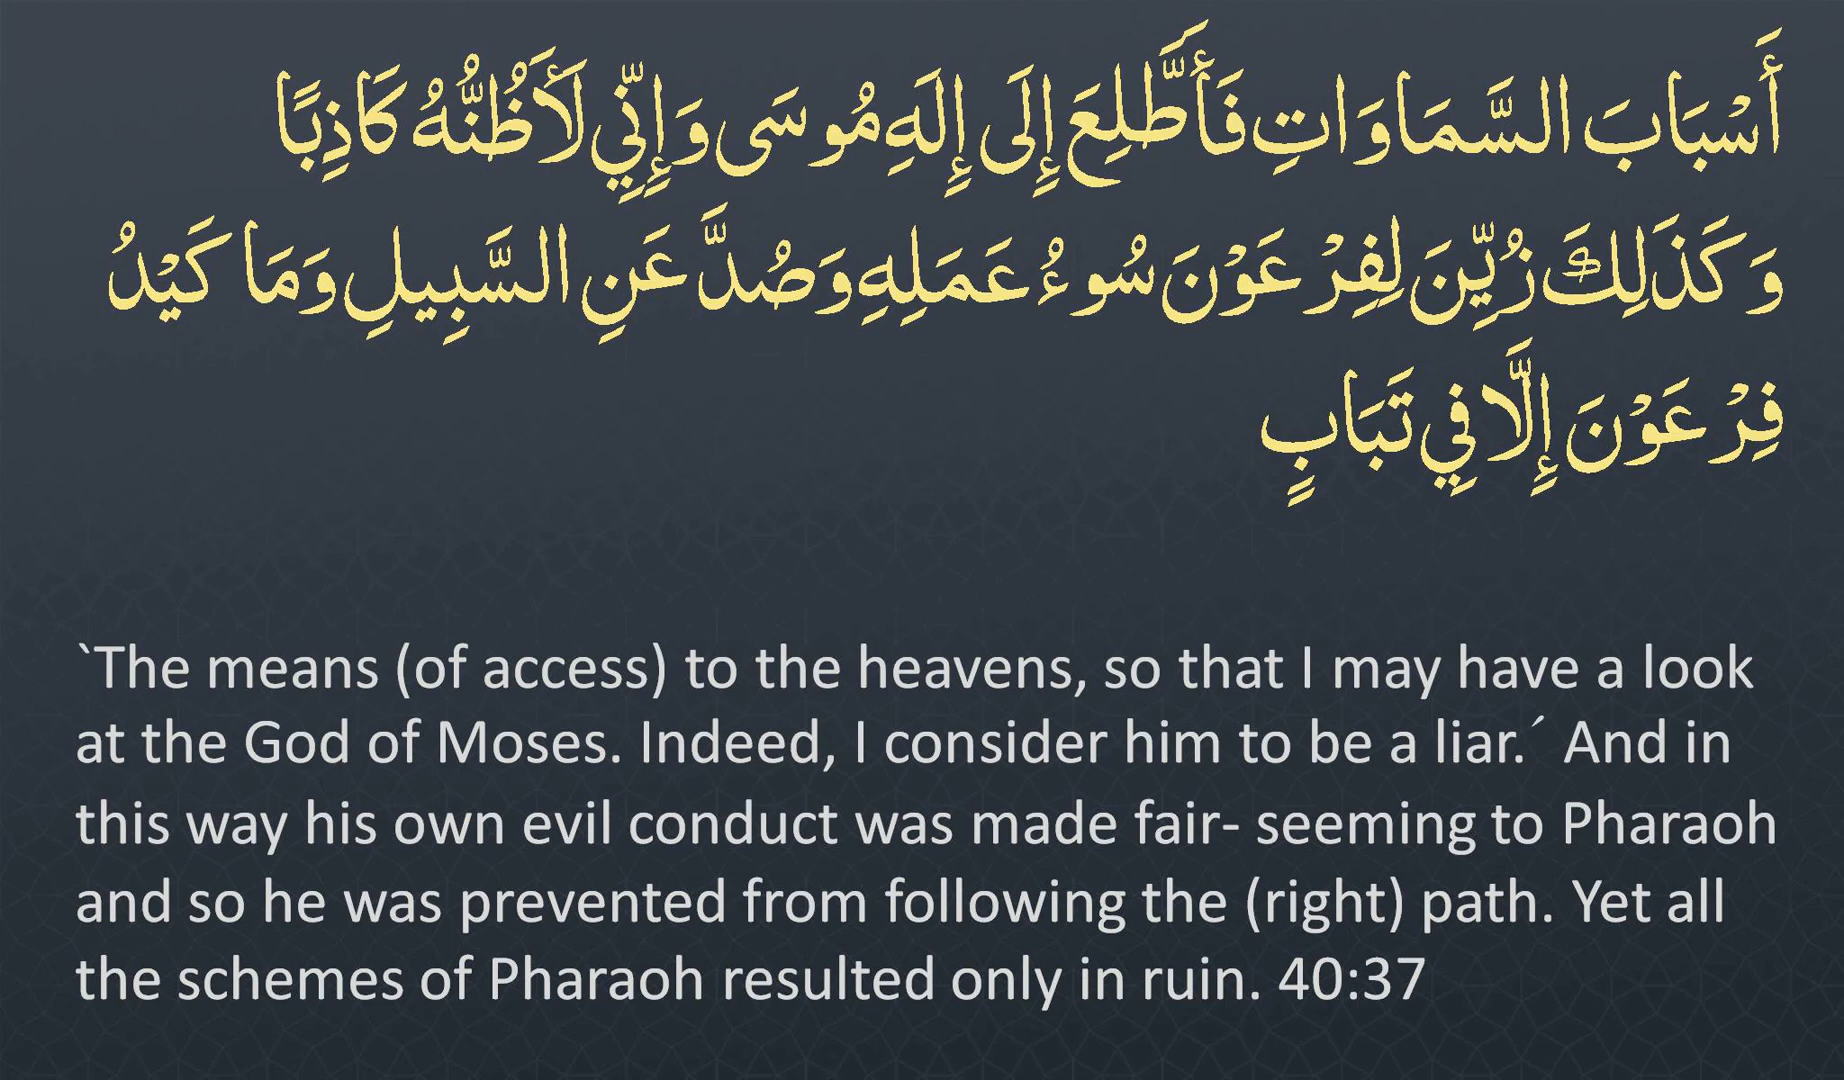 أَسْبَابَ السَّمَاوَاتِ فَأَطَّلِعَ إِلَى إِلَهِ مُوسَى وَإِنِّي لَأَظُنُّهُ كَاذِبًا
وَكَذَلِكَ زُيِّنَ لِفِرْعَوْنَ سُوءُ عَمَلِهِ وَصُدَّ عَنِ السَّبِيلِ وَمَا كَيْدُ
فِرْعَوْنَ إِلَّا فِي تَبَابٍ
`The means (of access) to the heavens, so that I may have a look
at the God of Moses. Indeed, I consider him to be a liar.´ And in
this way his own evil conduct was made fair- seeming to Pharaoh
and so he was prevented from following the (right) path. Yet all
the schemes of Pharaoh resulted only in ruin. 40:37